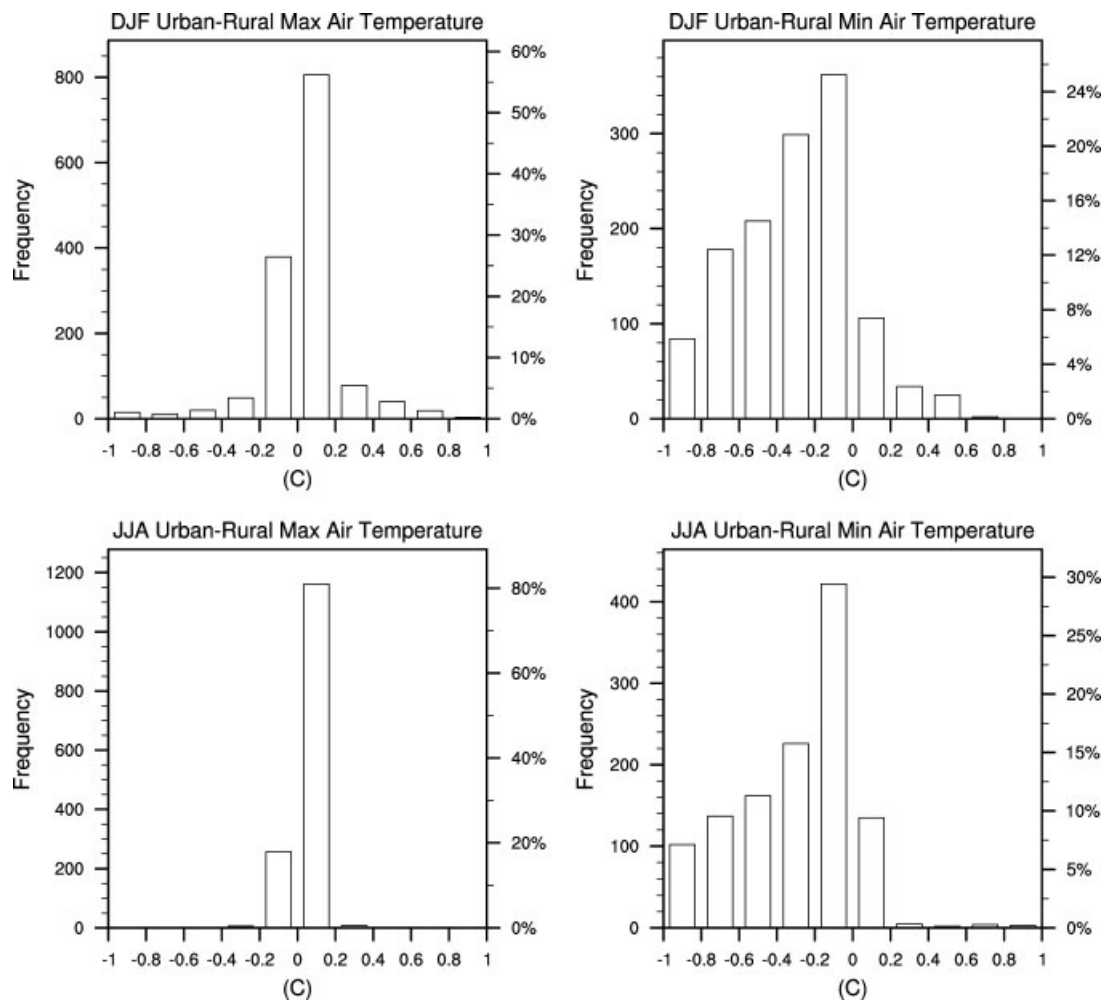 DJF Urban-Rural Max Air Temperature
Frequency
800
600
400
200
0
60%
50%
40%
30%
20%
10%
0%
-1 -0.8 -0.6 -0.4 -0.2 0 0.2 0.4 0.6 0.8 1
(C)
DJF Urban-Rural Min Air Temperature
Frequency
300
200
100
0
24%
20%
16%
12%
8%
4%
0%
-1 -0.8 -0.6 -0.4 -0.2 0 0.2 0.4 0.6 0.8 1
(C)
JJA Urban-Rural Max Air Temperature
Frequency
1200
1000
800
600
400
200
0
80%
60%
40%
20%
0%
-1 -0.8 -0.6 -0.4 -0.2 0 0.2 0.4 0.6 0.8 1
(C)
JJA Urban-Rural Min Air Temperature
Frequency
400
300
200
100
0
30%
25%
20%
15%
10%
5%
0%
-1 -0.8 -0.6 -0.4 -0.2 0 0.2 0.4 0.6 0.8 1
(C)